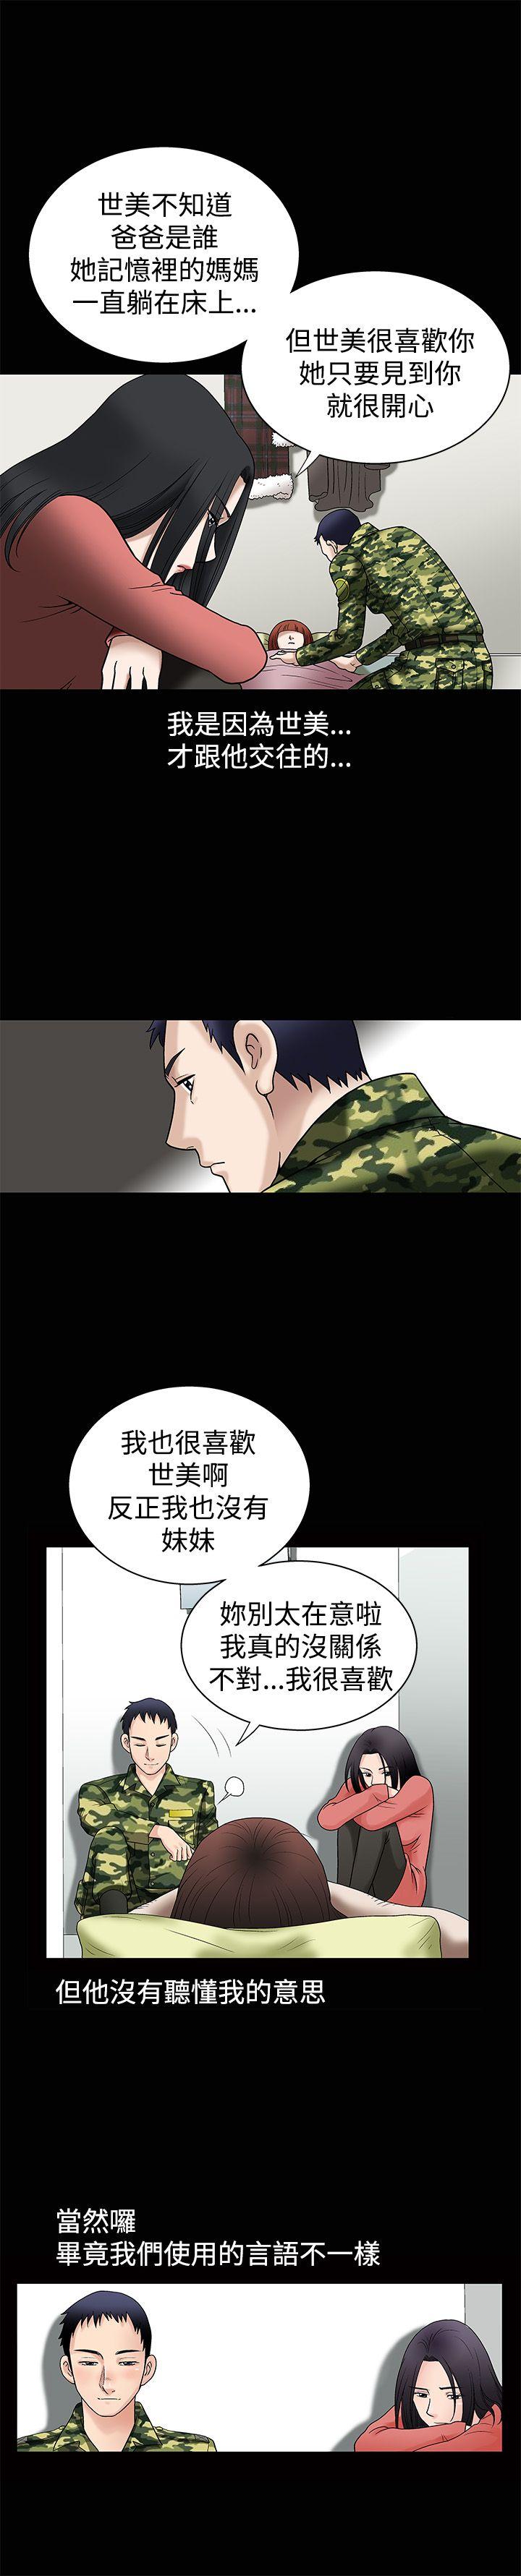 世美不知道
爸爸是誰
她記憶裡的媽媽
一直躺在床上...
但世美很喜歡你
她只要見到你
就很開心
我是因為世美...
才跟他交往的...
我也很喜歡
世美啊
反正我也沒有
妹妹
妳別太在意啦
我真的沒關係
不對...我很喜歡
但他沒有聽懂我的意思
當然囉
畢竟我們使用的言語不一樣